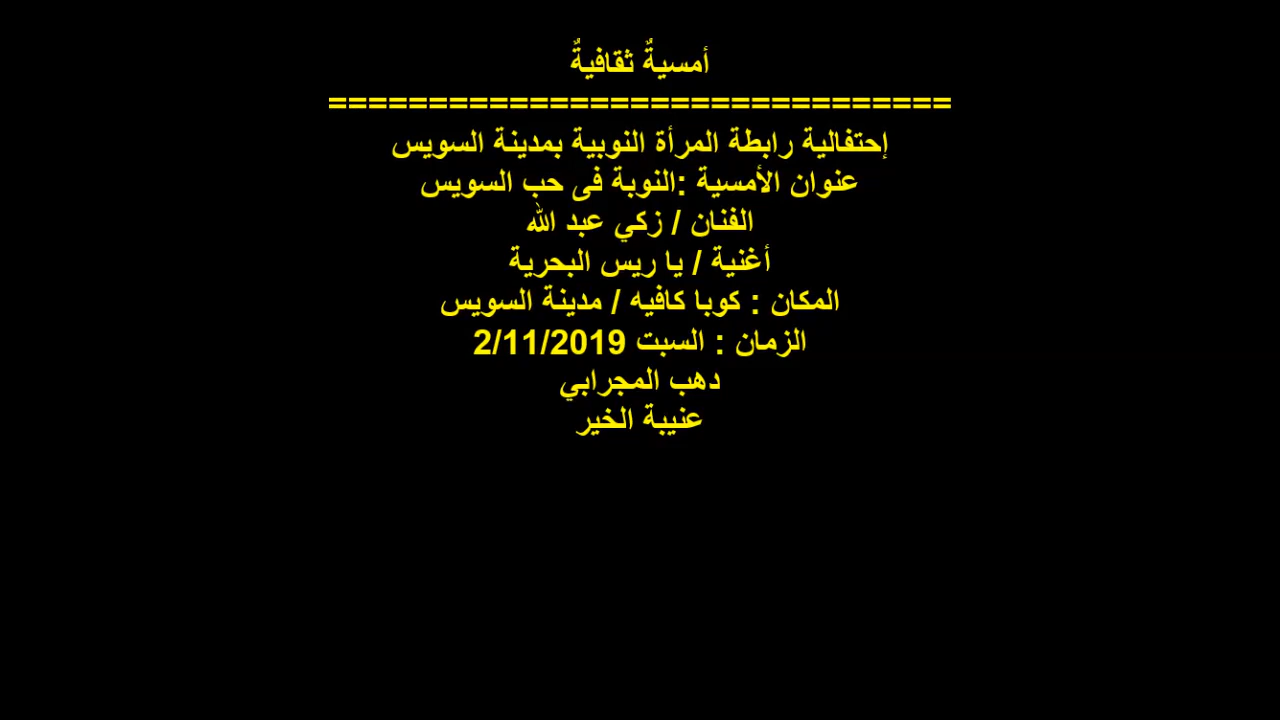 أمسيةٌ ثقافيةٌ
===============================
إحتفالية رابطة المرأة النوبية بمدينة السويس
عنوان الأمسية :النوبة فى حب السويس
الفنان / زكي عبد الله
أغنية / يا ريس البحرية
المكان : كوبا كافيه / مدينة السويس
الزمان : السبت 2/11/2019
دهب المجرابي
عنيبة الخير